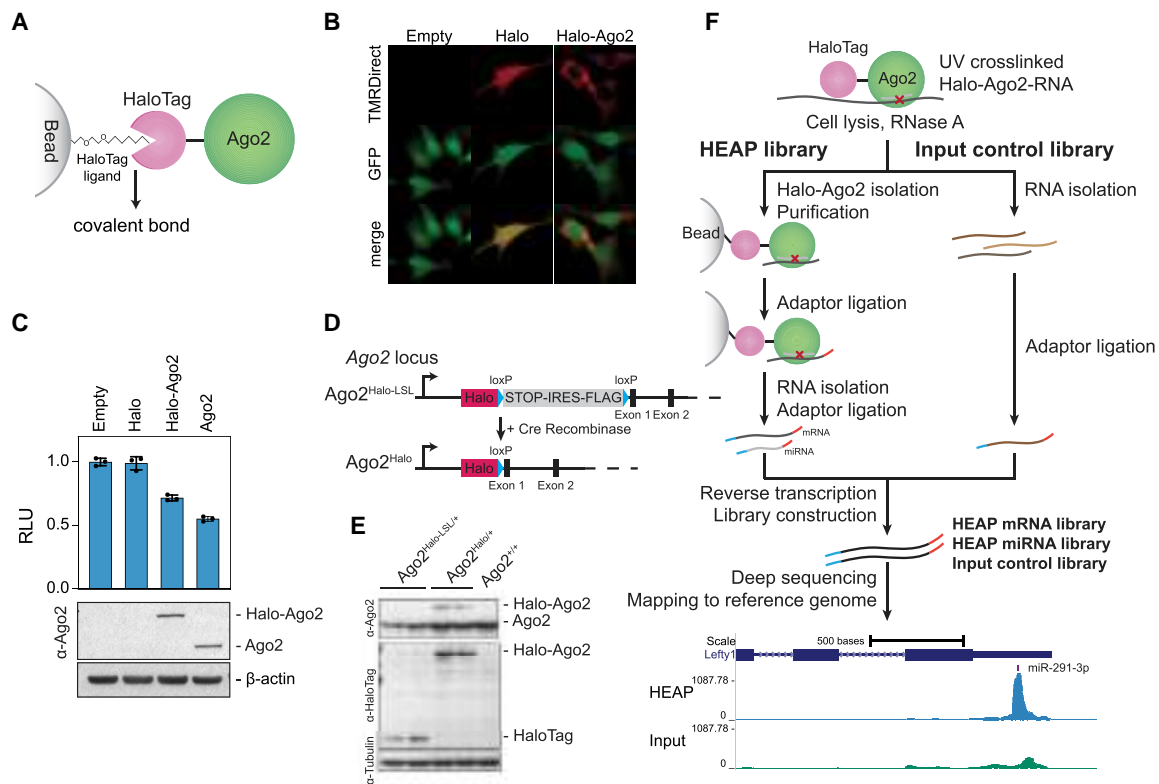 A
Bead
HaloTag
Ago2
HaloTag
ligand
covalent bond
B
Empty
Halo
Halo-Ago2
TMRDirect
GFP
merge
C
Empty
Halo
Halo-Ago2
Ago2
RLU
1.0
0.5
0.0
α-Ago2
- Halo-Ago2
- Ago2
- β-actin
D
Ago2 locus
loxP
loxP
Ago2Halo-LSL
Halo
STOP-IRES-FLAG
Exon 1
Exon 2
+ Cre Recombinase
loxP
Ago2Halo
Halo
Exon 1
Exon 2
E
Ago2Halo-LSL/+
Ago2Halo/+
Ago2+/+
α-Ago2
- Halo-Ago2
- Ago2
α-HaloTag
- Halo-Ago2
- HaloTag
α-Tubulin
F
HaloTag
Ago2
UV crosslinked
Halo-Ago2-RNA
Cell lysis, RNase A
HEAP library
Input control library
Halo-Ago2 isolation
Purification
RNA isolation
Bead
Adaptor ligation
Adaptor ligation
RNA isolation
Adaptor ligation
mRNA
miRNA
Reverse transcription
Library construction
HEAP mRNA library
HEAP miRNA library
Input control library
Deep sequencing
Mapping to reference genome
Scale
500 bases
Lefty1
miR-291-3p
HEAP
1087.78
0
Input
1087.78
0